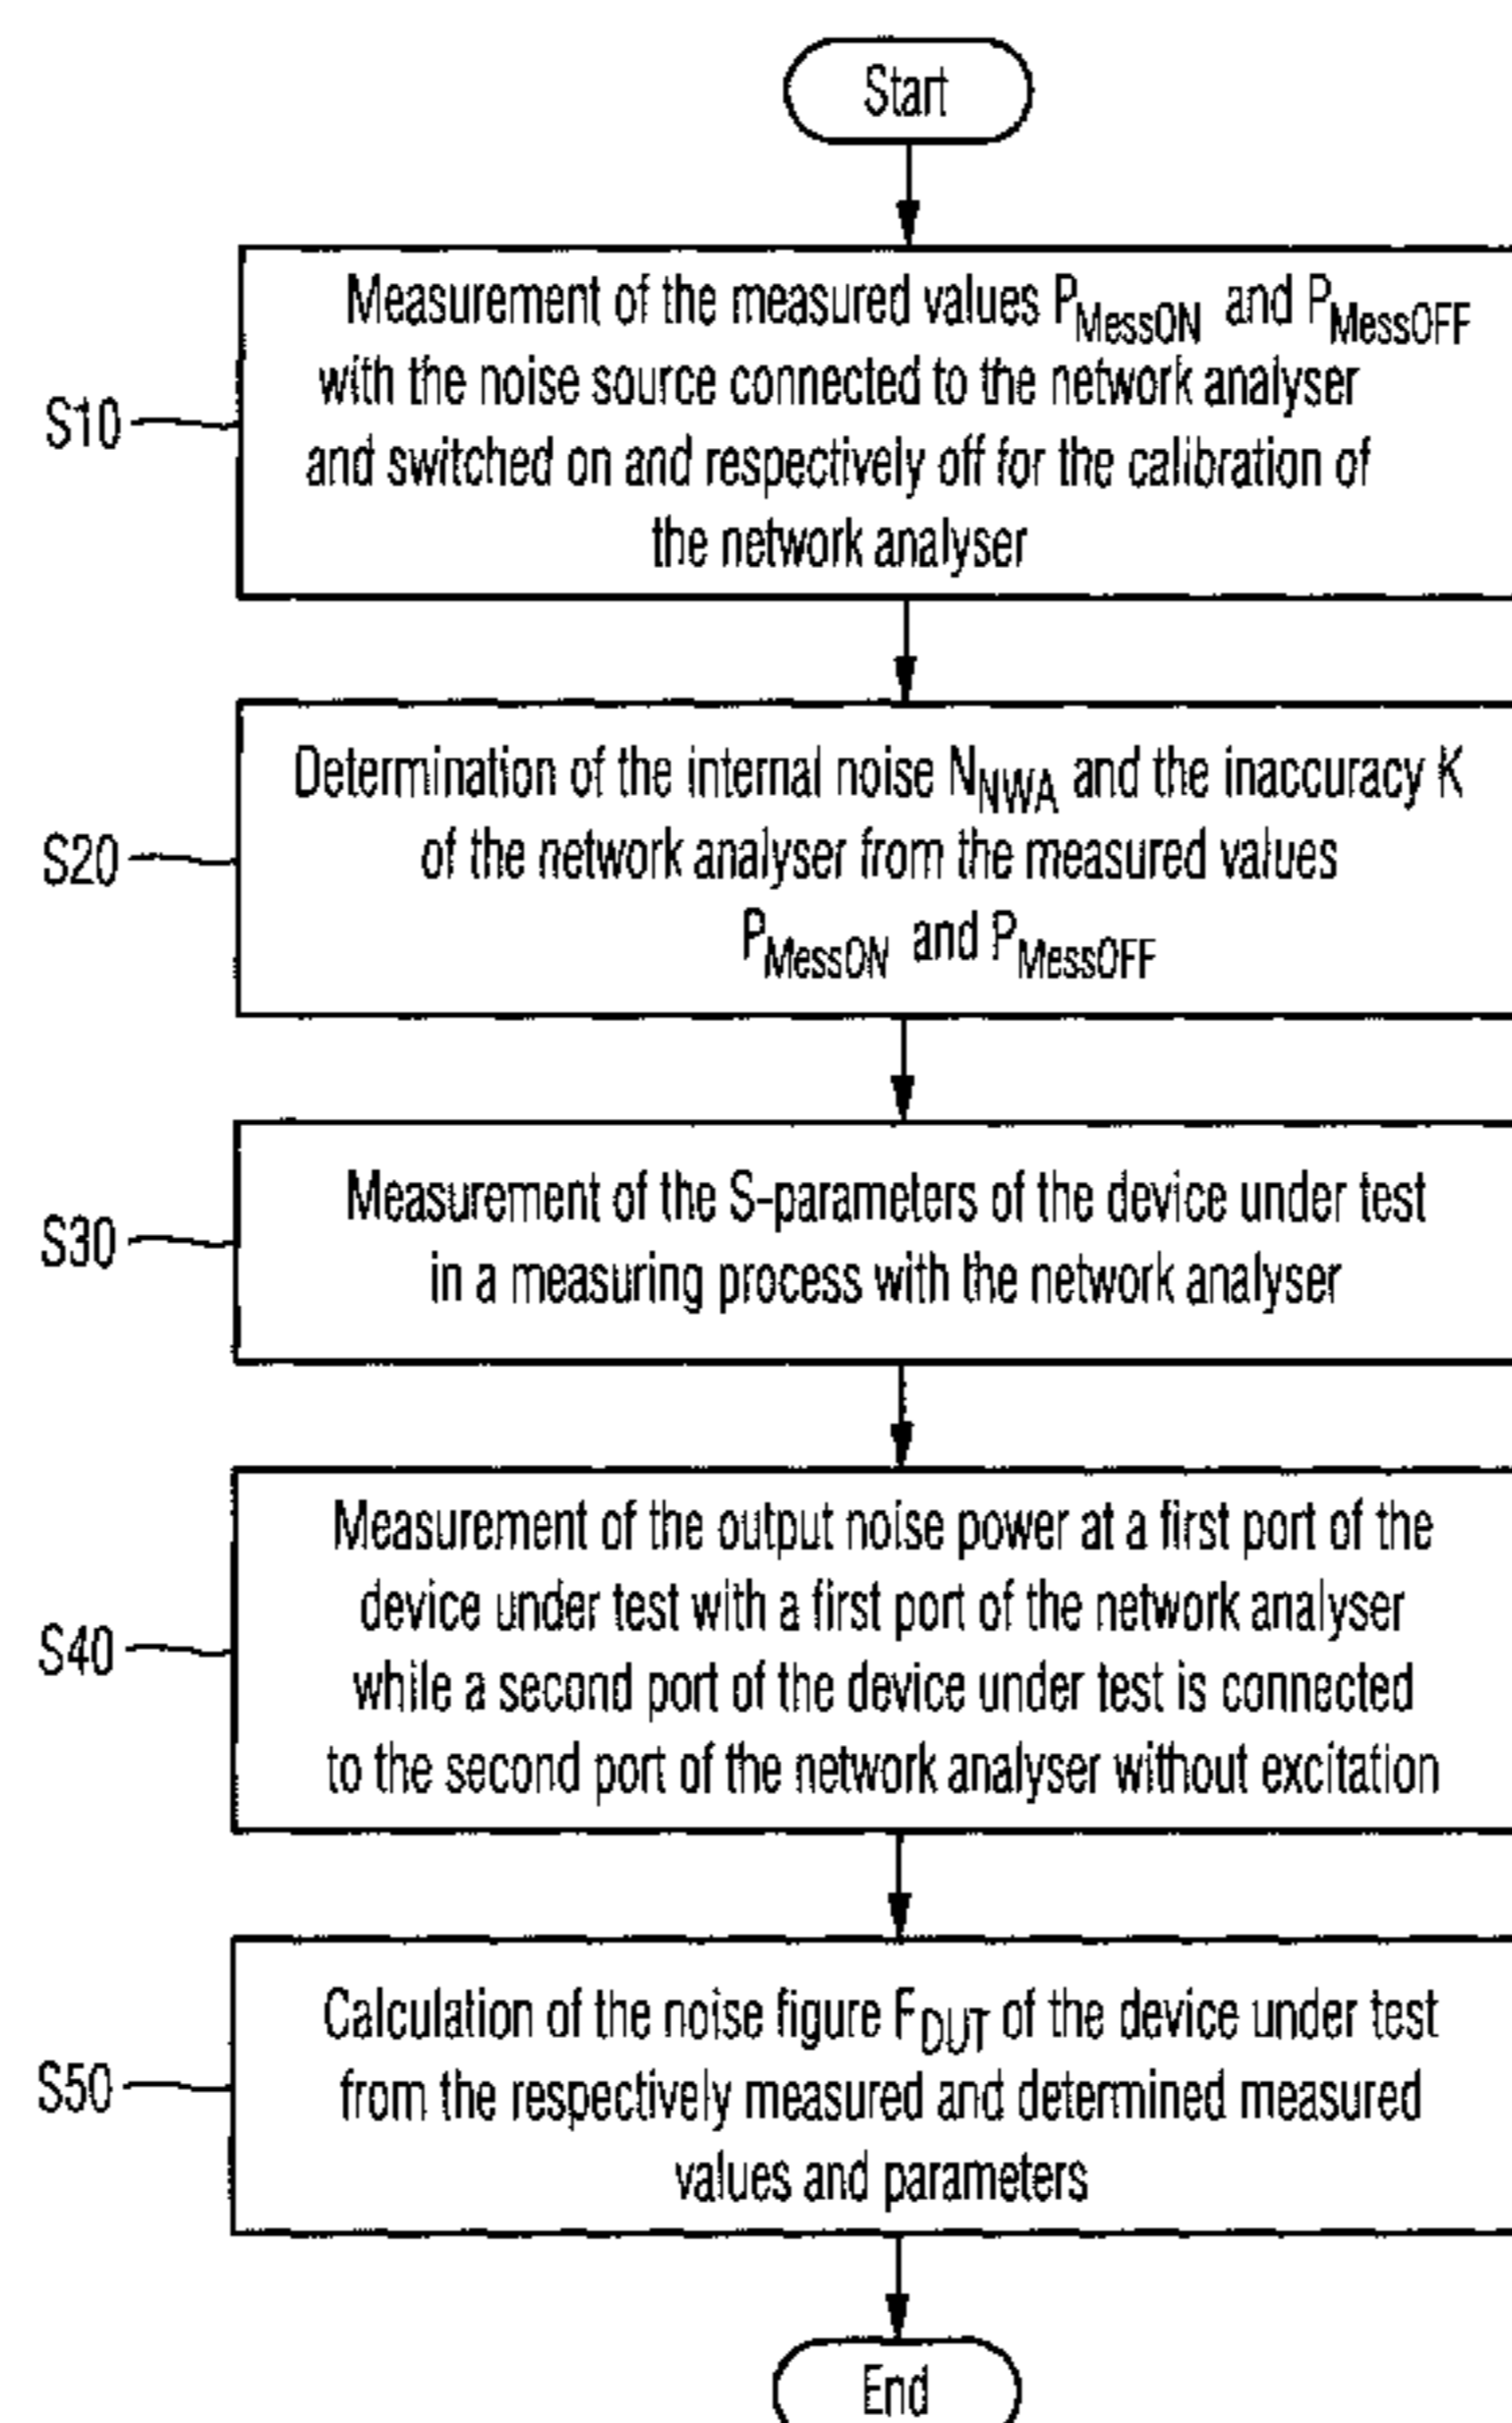 Start
S10
Measurement of the measured values PMessON and PMessOFF
with the noise source connected to the network analyser
and switched on and respectively off for the calibration of
the network analyser
S20
Determination of the internal noise NNWA and the inaccuracy K
of the network analyser from the measured values
PMessON and PMessOFF
S30
Measurement of the S-parameters of the device under test
in a measuring process with the network analyser
S40
Measurement of the output noise power at a first port of the
device under test with a first port of the network analyser
while a second port of the device under test is connected
to the second port of the network analyser without excitation
S50
Calculation of the noise figure FDUT of the device under test
from the respectively measured and determined measured
values and parameters
End